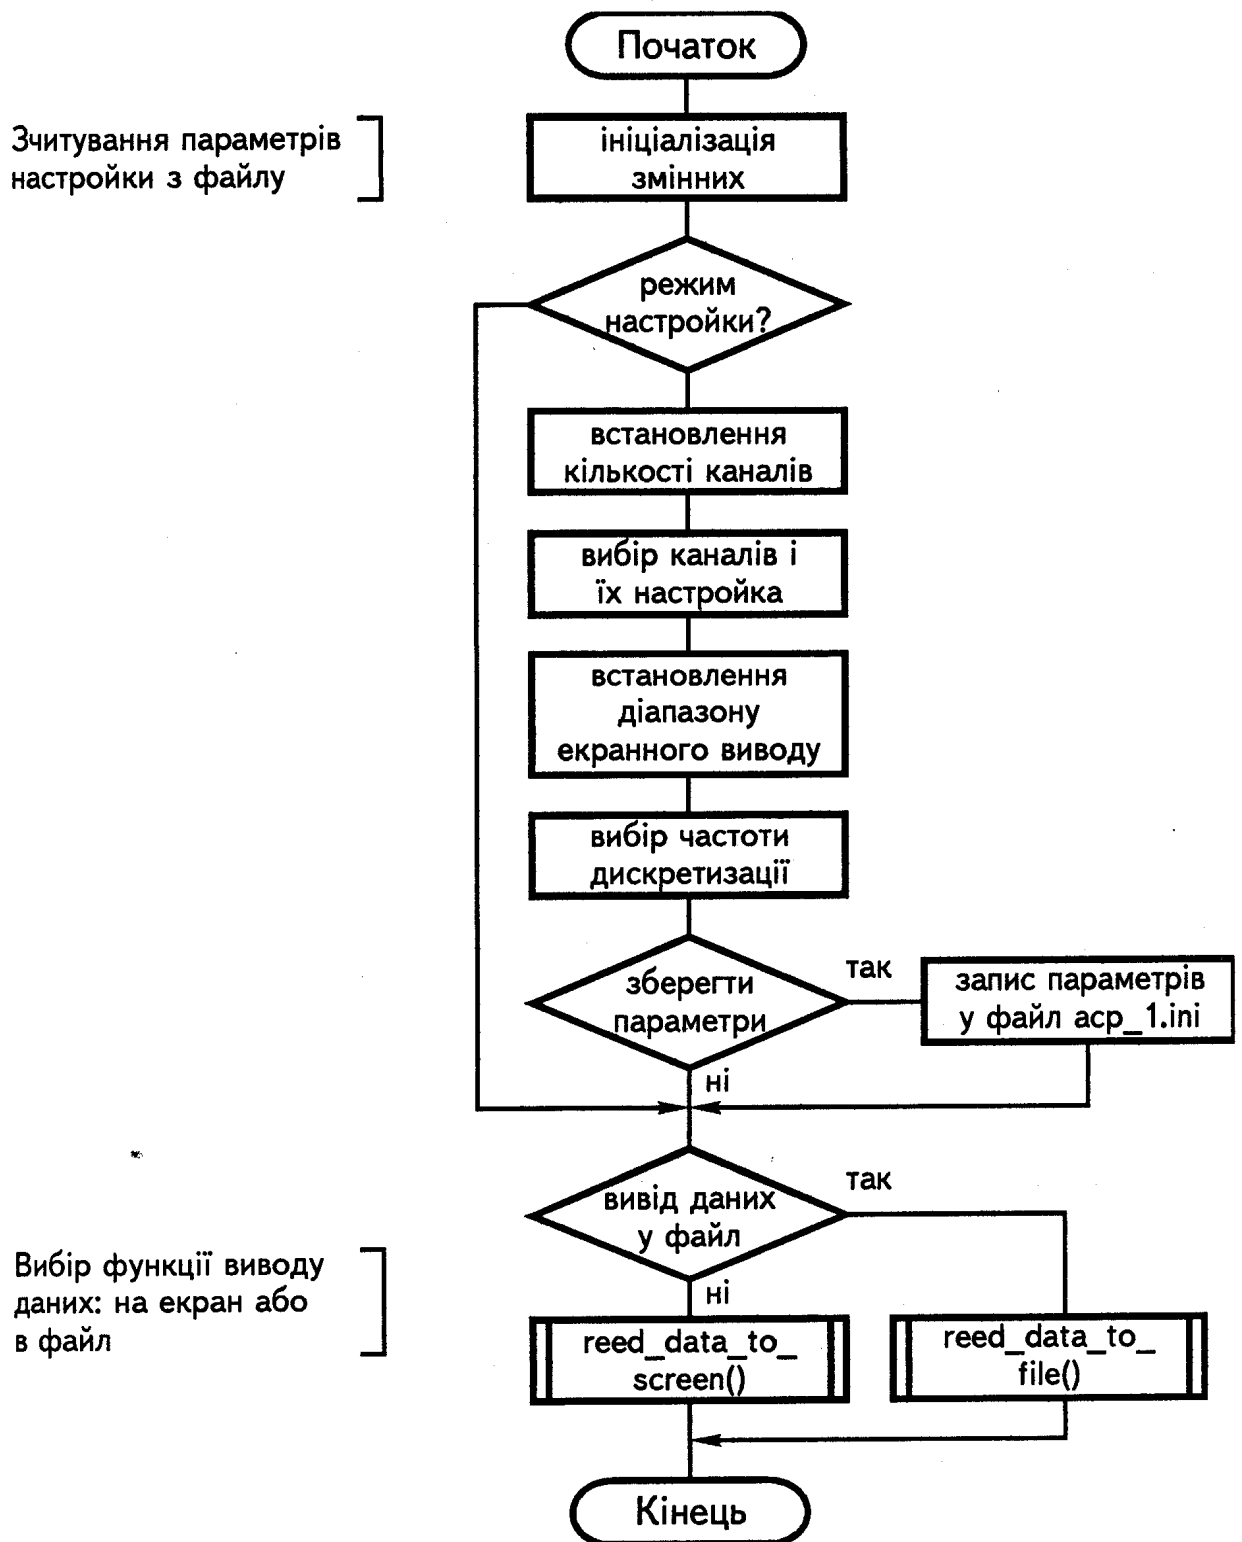 Початок
Зчитування параметрів
настройки з файлу
ініціалізація
змінних
режим
настройки?
встановлення
кількості каналів
вибір каналів і
їх настройка
встановлення
діапазону
екранного виводу
вибір частоти
дискретизації
зберегти
параметри
так
запис параметрів
у файл acp_1.ini
ні
вивід даних
у файл
так
ні
Вибір функції виводу
даних: на екран або
в файл
reed_data_to_
screen()
reed_data_to_
file()
Кінець